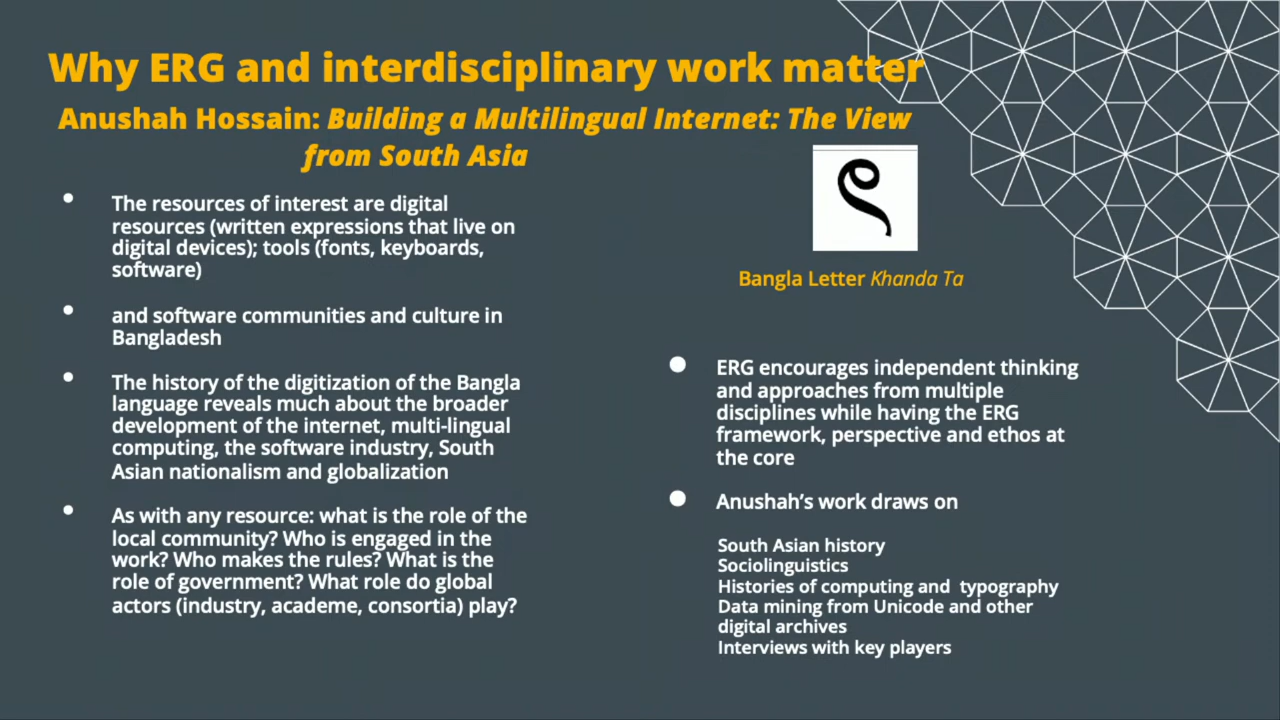 Why ERG and interdisciplinary work matter
Anushah Hossain: Building a Multilingual Internet: The View
from South Asia
• The resources of interest are digital
resources (written expressions that live on
digital devices); tools (fonts, keyboards,
software)
• and software communities and culture in
Bangladesh
• The history of the digitization of the Bangla
language reveals much about the broader
development of the internet, multi-lingual
computing, the software industry, South
Asian nationalism and globalization
• As with any resource: what is the role of the
local community? Who is engaged in the
work? Who makes the rules? What is the
role of government? What role do global
actors (industry, academe, consortia) play?
ৎ
Bangla Letter Khanda Ta
• ERG encourages independent thinking
and approaches from multiple
disciplines while having the ERG
framework, perspective and ethos at
the core
• Anushah’s work draws on
South Asian history
Sociolinguistics
Histories of computing and  typography
Data mining from Unicode and other
digital archives
Interviews with key players